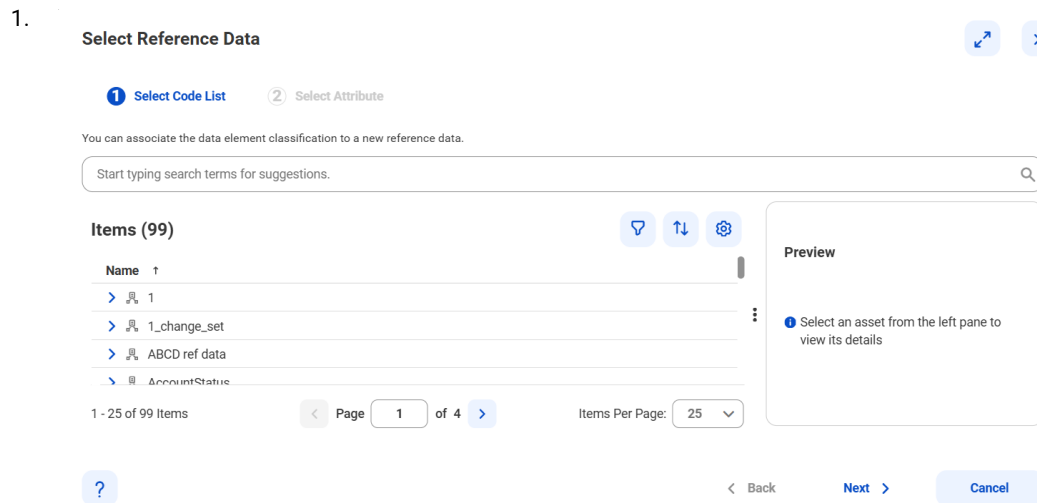 1.
Select Reference Data
1 Select Code List 2 Select Attribute
You can associate the data element classification to a new reference data.
Start typing search terms for suggestions.
Items (99)
Preview
Name ↑
1
1_change_set
ABCD ref data
AccountStatus
Select an asset from the left pane to
view its details
1 - 25 of 99 Items Page 1 of 4 Items Per Page: 25
? Back Next Cancel